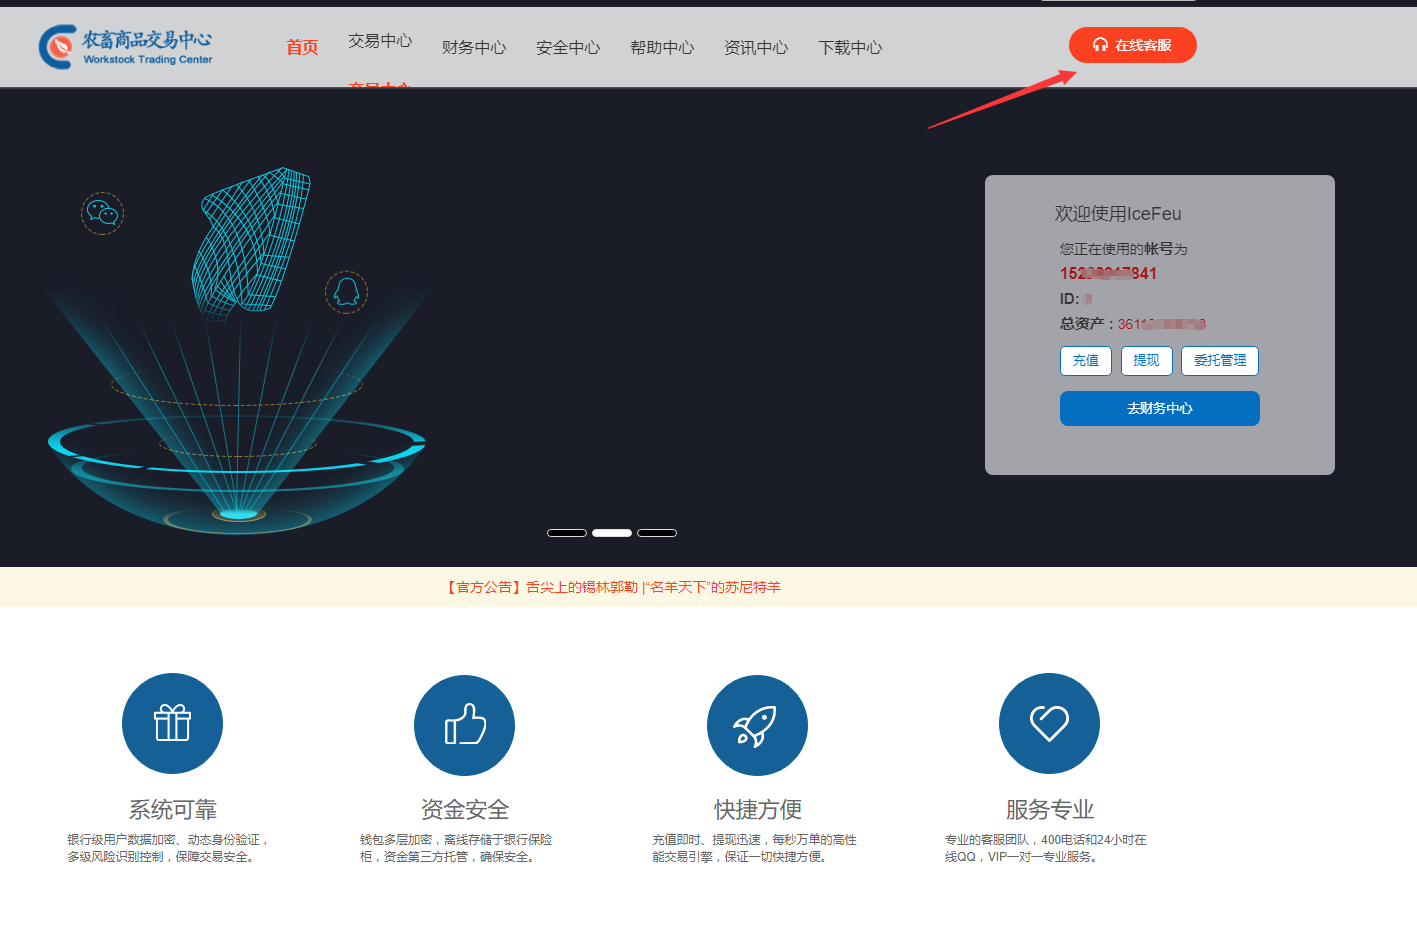 农畜商品交易中心
Workstock Trading Center
首页
交易中心
财务中心
安全中心
帮助中心
资讯中心
下载中心
在线客服
欢迎使用IceFeu
您正在使用的帐号为
841
ID:
总资产：
充值
提现
委托管理
去财务中心
【官方公告】舌尖上的锡林郭勒 |“名羊天下”的苏尼特羊
系统可靠
银行级用户数据加密、动态身份验证，
多级风险识别控制，保障交易安全。
资金安全
钱包多层加密，离线存储于银行保险
柜，资金第三方托管，确保安全。
快捷方便
充值即时、提现迅速，每秒万单的高性
能交易引擎，保证一切快捷方便。
服务专业
专业的客服团队，400电话和24小时在
线QQ，VIP一对一专业服务。